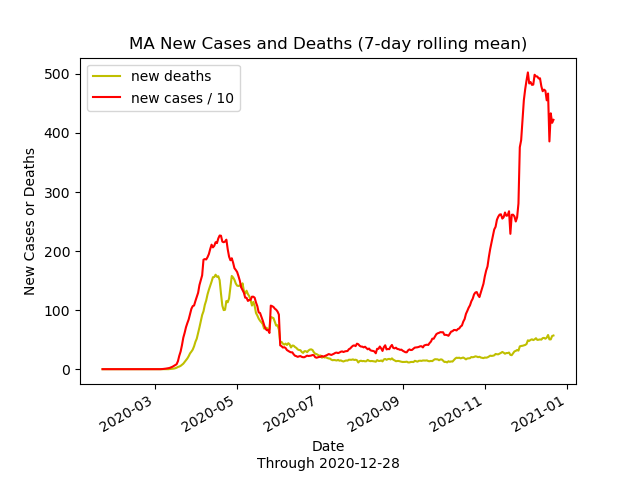 MA New Cases and Deaths (7-day rolling mean)
new deaths
new cases / 10
New Cases or Deaths
500
400
300
200
100
0
2020-03
2020-05
2020-07
2020-09
2020-11
2021-01
Date
Through 2020-12-28